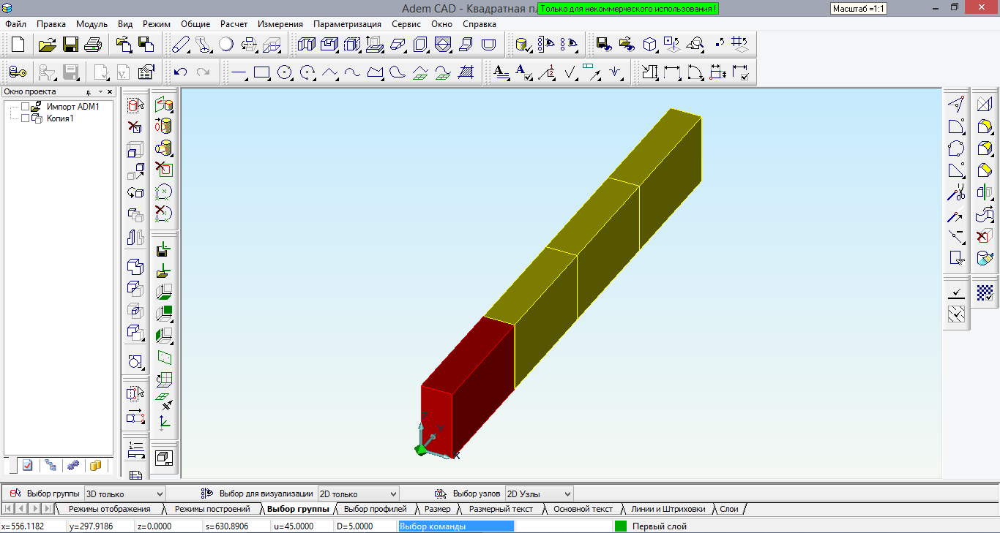 Adem CAD - Квадратная пл
Только для некоммерческого использования !
Масштаб =1:1
Файл Правка Модуль Вид Режим Общие Расчет Измерения Параметризация Сервис Окно Справка
Окно проекта
Импорт ADM1
Копия1
Z
Y
X
Выбор группы 3D только Выбор для визуализации 2D только Выбор узлов 2D Узлы
Режимы отображения Режимы построений Выбор группы Выбор профилей Размер Размерный текст Основной текст Линии и Штриховки Слои
x=556.1182 y=297.9186 z=0.0000 s=630.8906 u=45.0000 D=5.0000 Выбор команды Первый слой